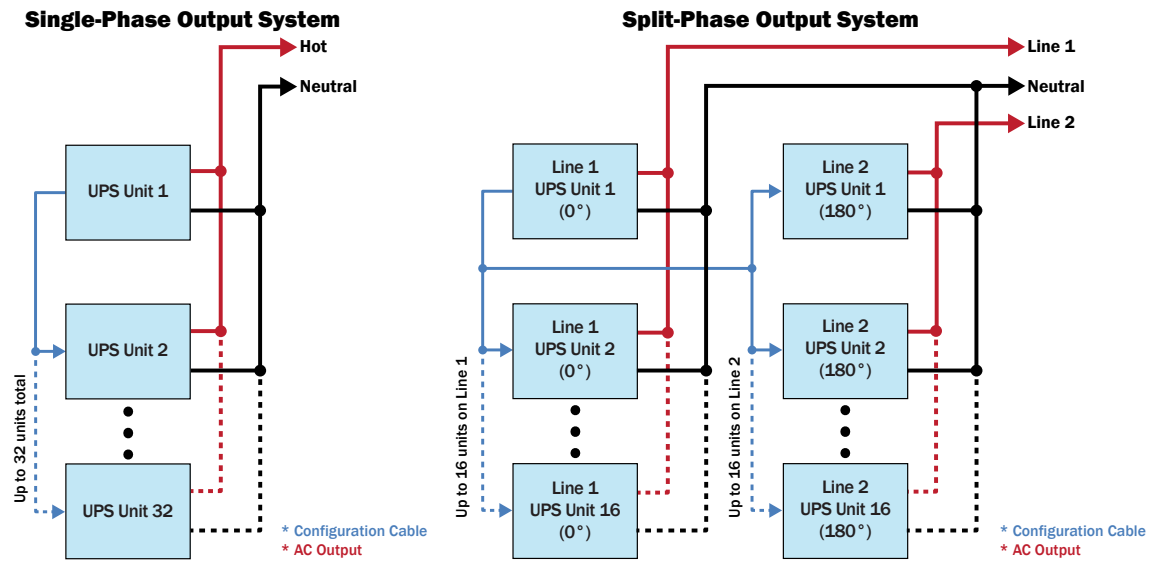 Single-Phase Output System
Hot
Neutral
UPS Unit 1
UPS Unit 2
Up to 32 units total
UPS Unit 32
* Configuration Cable
* AC Output
Split-Phase Output System
Line 1
Neutral
Line 2
Line 1
UPS Unit 1
(0°)
Line 2
UPS Unit 1
(180°)
Line 1
UPS Unit 2
(0°)
Line 2
UPS Unit 2
(180°)
Up to 16 units on Line 1
Up to 16 units on Line 2
Line 1
UPS Unit 16
(0°)
Line 2
UPS Unit 16
(180°)
* Configuration Cable
* AC Output